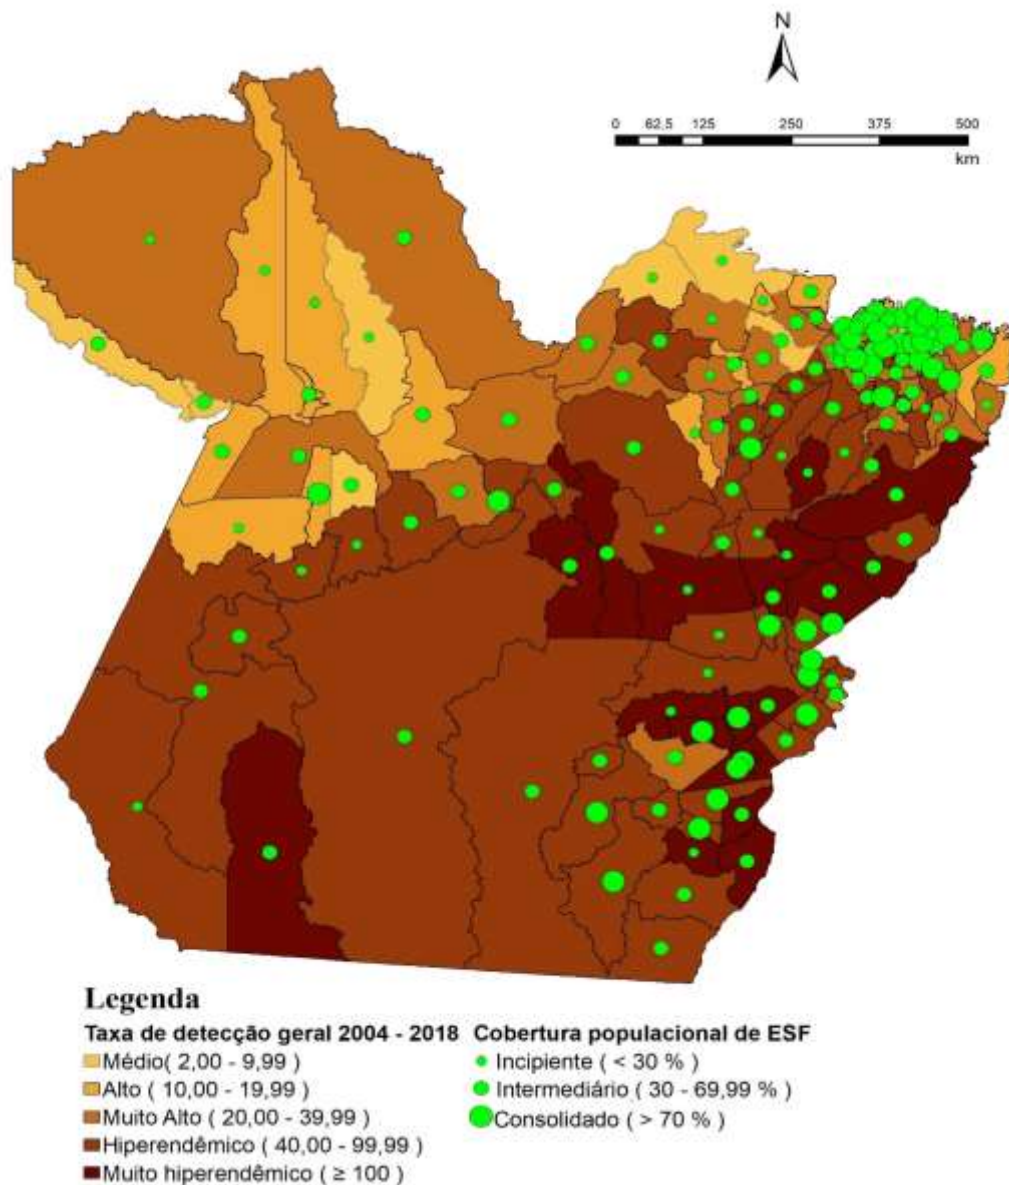 N
0 62,5 125 250 375 500
km
Legenda
Taxa de detecção geral 2004 - 2018 Cobertura populacional de ESF
Médio( 2,00 - 9,99 ) Incipiente ( < 30 % )
Alto ( 10,00 - 19,99 ) Intermediário ( 30 - 69,99 % )
Muito Alto ( 20,00 - 39,99 ) Consolidado ( > 70 % )
Hiperendêmico ( 40,00 - 99,99 )
Muito hiperendêmico ( ≥ 100 )